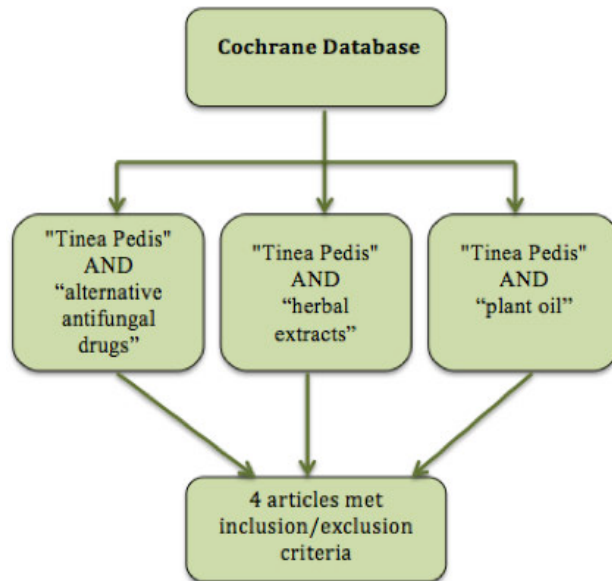 Cochrane Database
"Tinea Pedis"
AND
“alternative
antifungal
drugs”
"Tinea Pedis"
AND
“herbal
extracts”
"Tinea Pedis"
AND
“plant oil”
4 articles met
inclusion/exclusion
criteria